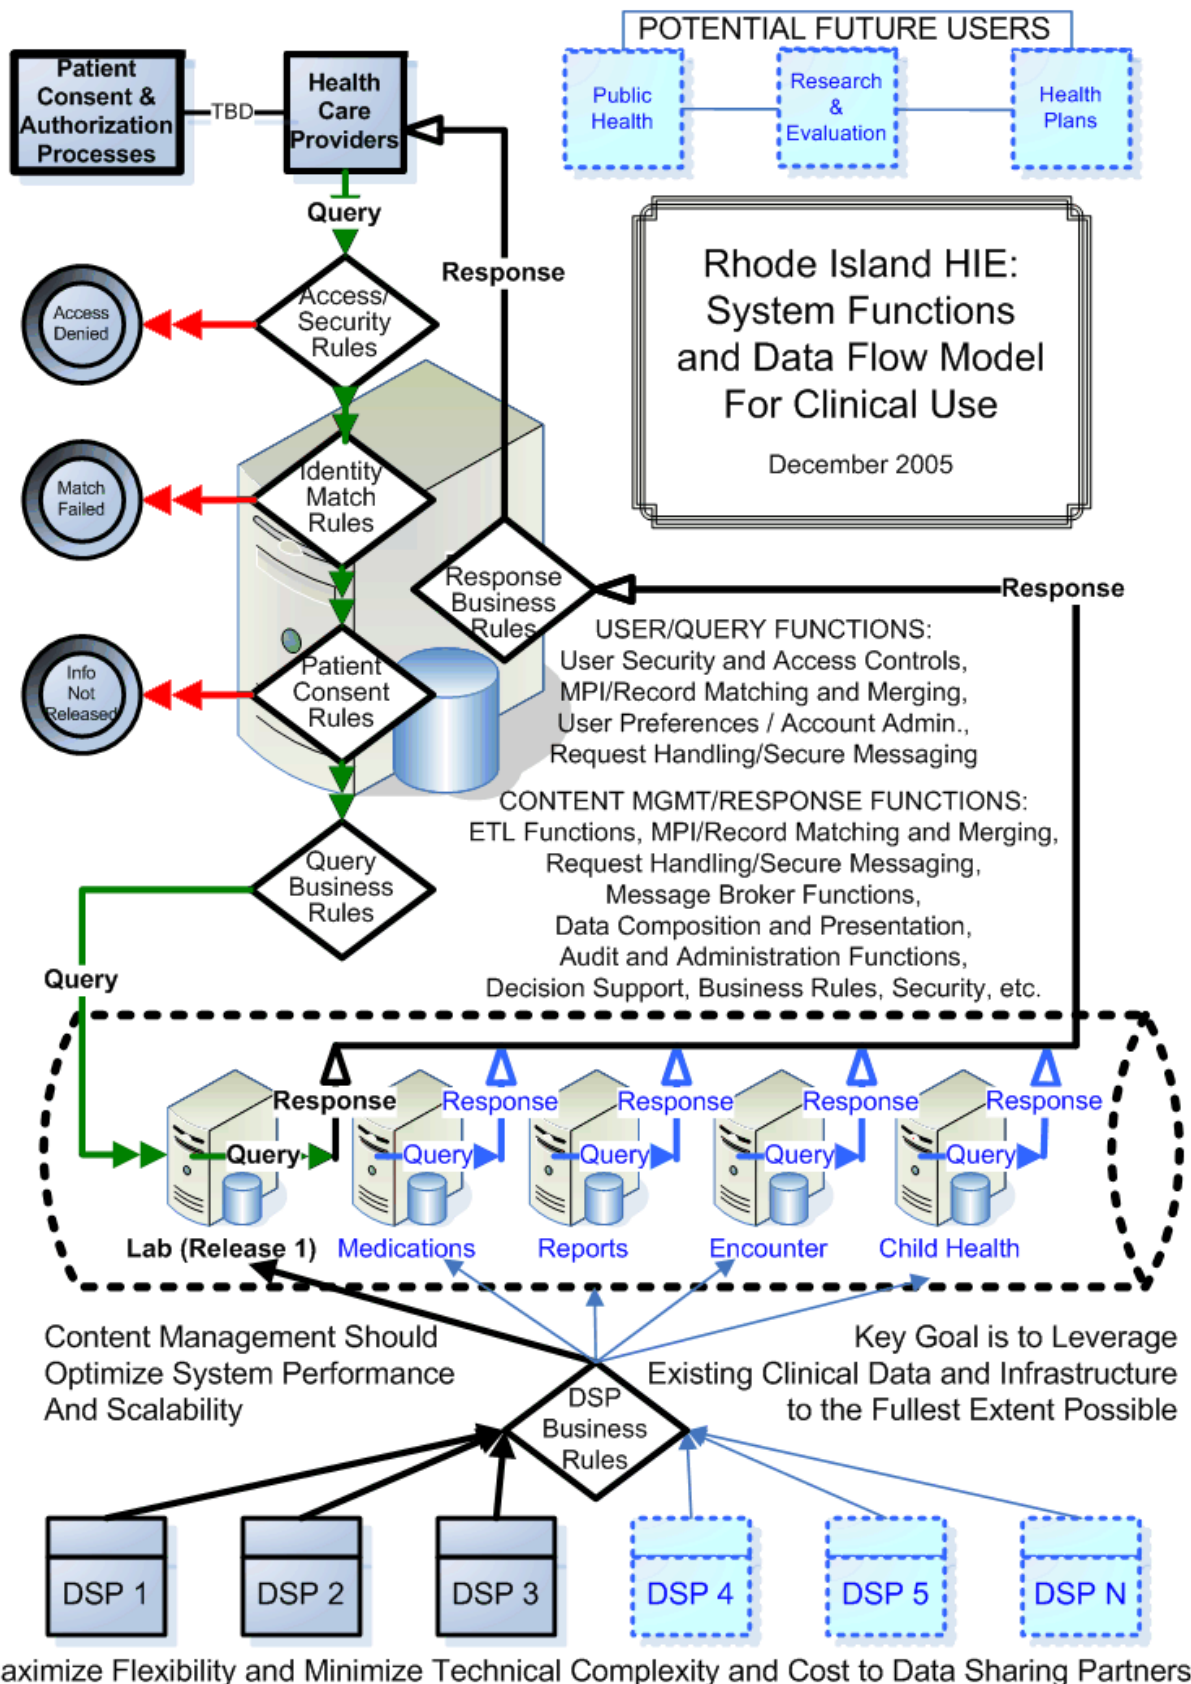 POTENTIAL FUTURE USERS
Patient
Consent &
Authorization
Processes
TBD
Health
Care
Providers
Public
Health
Research
&
Evaluation
Health
Plans
Query
Response
Rhode Island HIE:
System Functions
and Data Flow Model
For Clinical Use
December 2005
Access
Denied
Access/
Security
Rules
Match
Failed
Identity
Match
Rules
Response
Business
Rules
Response
Info
Not
Released
Patient
Consent
Rules
USER/QUERY FUNCTIONS:
User Security and Access Controls,
MPI/Record Matching and Merging,
User Preferences / Account Admin.,
Request Handling/Secure Messaging
CONTENT MGMT/RESPONSE FUNCTIONS:
ETL Functions, MPI/Record Matching and Merging,
Request Handling/Secure Messaging,
Message Broker Functions,
Data Composition and Presentation,
Audit and Administration Functions,
Decision Support, Business Rules, Security, etc.
Query
Business
Rules
Query
Response
Response
Response
Response
Response
Query
Query
Query
Query
Query
Lab (Release 1)
Medications
Reports
Encounter
Child Health
Content Management Should
Optimize System Performance
And Scalability
Key Goal is to Leverage
Existing Clinical Data and Infrastructure
to the Fullest Extent Possible
DSP
Business
Rules
DSP 1
DSP 2
DSP 3
DSP 4
DSP 5
DSP N
aximize Flexibility and Minimize Technical Complexity and Cost to Data Sharing Partners